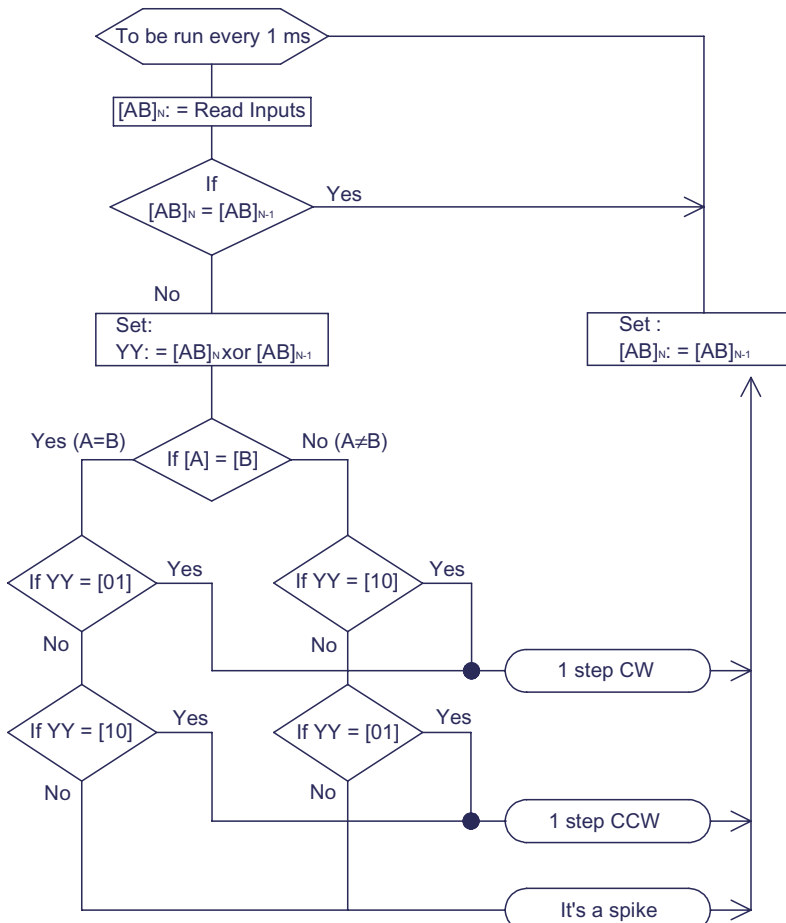 To be run every 1 ms
[AB]N: = Read Inputs
If
[AB]N = [AB]N-1
Yes
No
Set:
YY: = [AB]N xor [AB]N-1
Set :
[AB]N: = [AB]N-1
Yes (A=B)
If [A] = [B]
No (A≠B)
If YY = [01]
Yes
If YY = [10]
Yes
No
No
1 step CW
If YY = [10]
Yes
If YY = [01]
Yes
No
No
1 step CCW
It's a spike